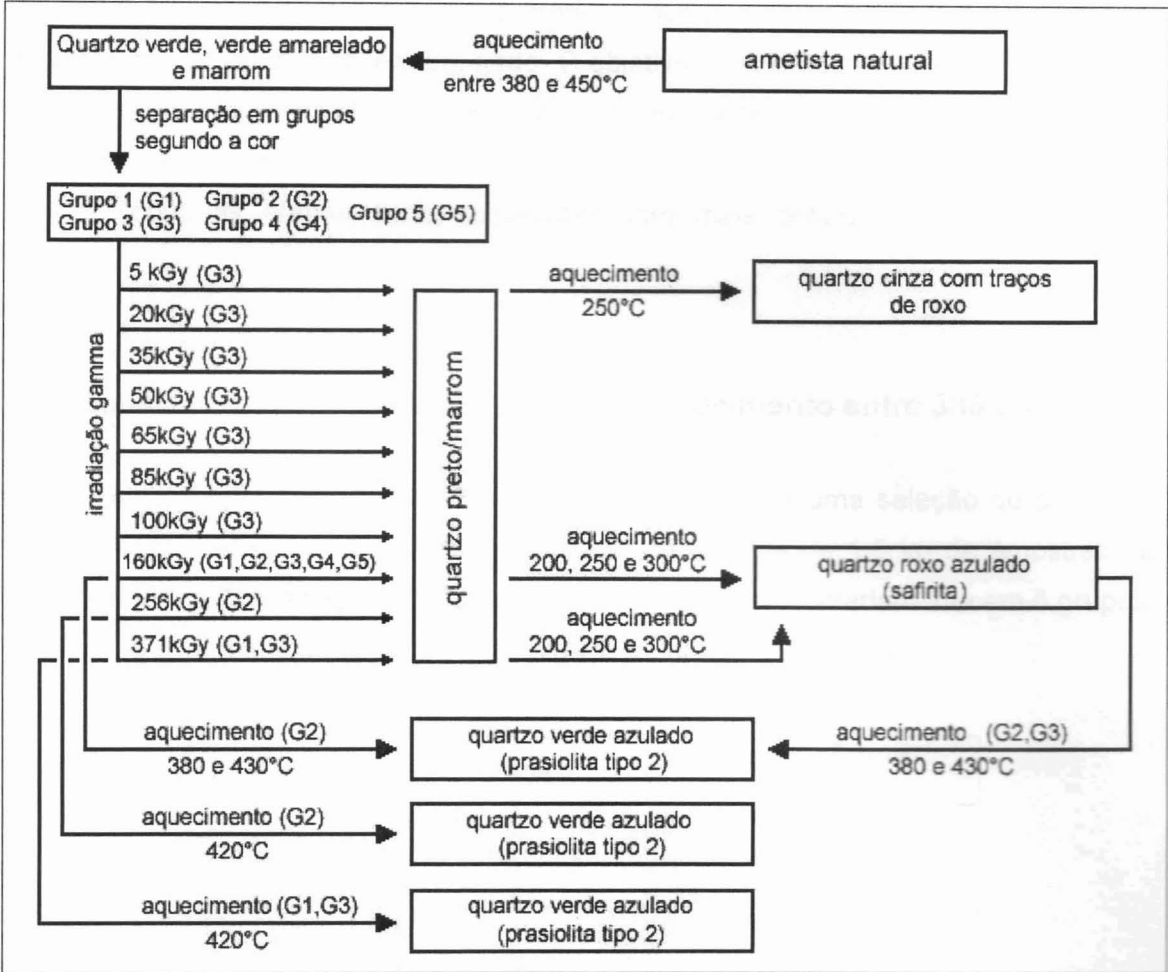 Quartzo verde, verde amarelado
e marrom
aquecimento
entre 380 e 450°C
ametista natural
separação em grupos
segundo a cor
Grupo 1 (G1) Grupo 2 (G2)
Grupo 3 (G3) Grupo 4 (G4)
Grupo 5 (G5)
irradiação gamma
5 kGy (G3)
20kGy (G3)
35kGy (G3)
50kGy (G3)
65kGy (G3)
85kGy (G3)
100kGy (G3)
160kGy (G1,G2,G3,G4,G5)
256kGy (G2)
371kGy (G1,G3)
quartzo preto/marrom
aquecimento
250°C
quartzo cinza com traços
de roxo
aquecimento
200, 250 e 300°C
quartzo roxo azulado
(safirita)
aquecimento
200, 250 e 300°C
aquecimento (G2)
380 e 430°C
quartzo verde azulado
(prasiolita tipo 2)
aquecimento (G2,G3)
380 e 430°C
aquecimento (G2)
420°C
quartzo verde azulado
(prasiolita tipo 2)
aquecimento (G1,G3)
420°C
quartzo verde azulado
(prasiolita tipo 2)
uma seleção